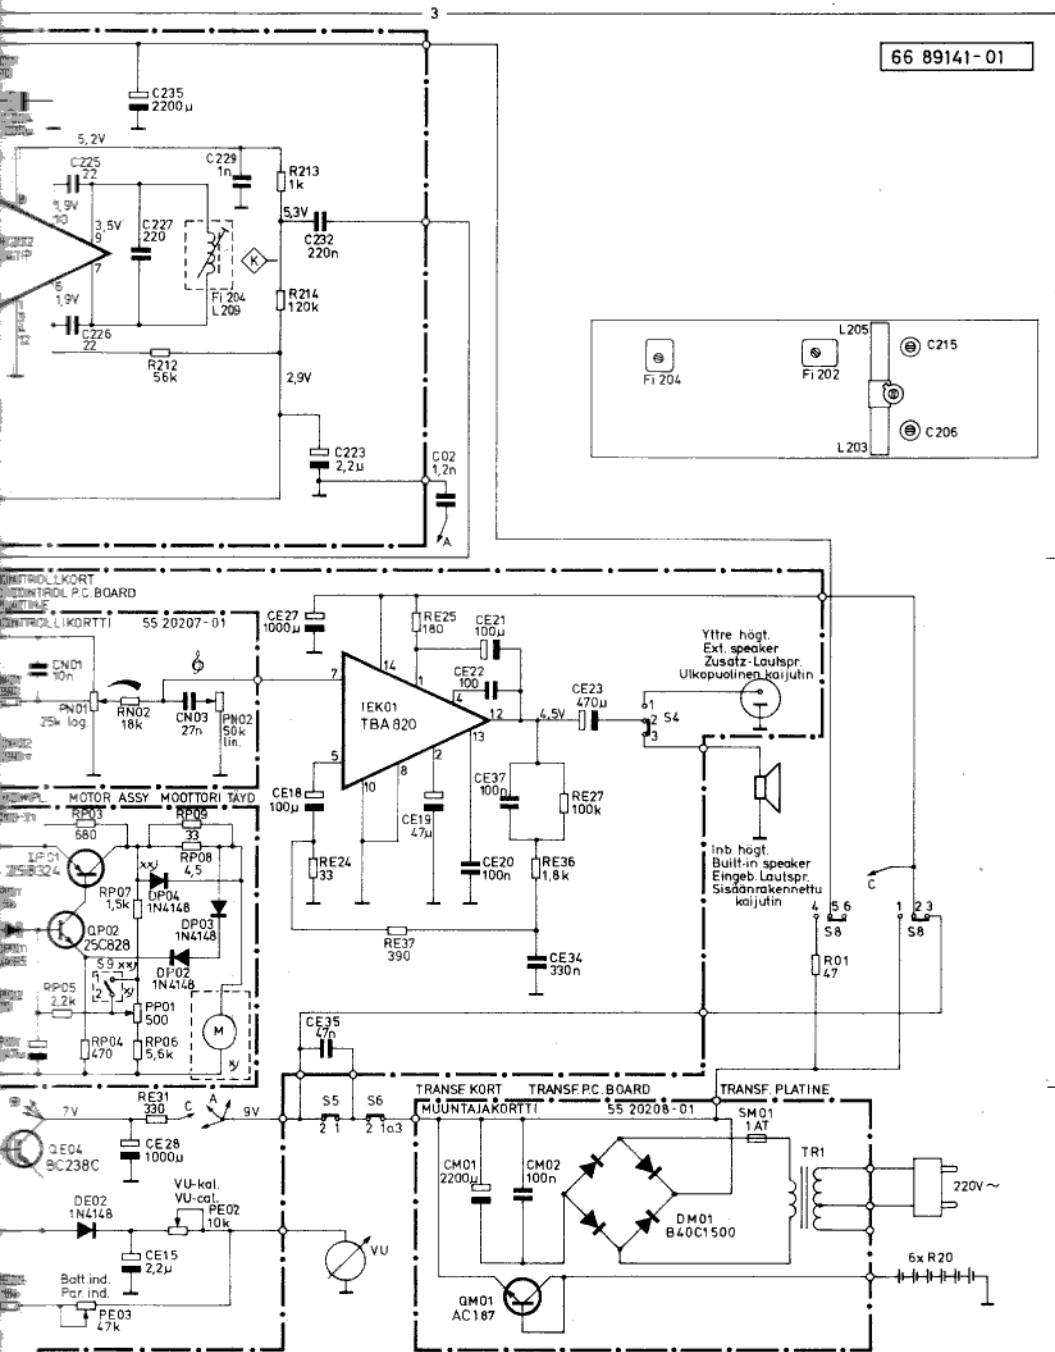 3
66 89141-01
C235
2200µ
5,2V
C225
22
1,9V
10
3,5V
9
7
6
1,9V
C226
22
C227
220
C229
1n
R213
1k
5,3V
C232
220n
K
Fi 204
L209
R214
120k
R212
56k
2,9V
C223
2,2µ
C02
1,2n
A
L205
C215
Fi 204
Fi 202
L203
C206
CONTROL P.C. BOARD
55 20207-01
CN01
10n
PN01
25k log.
RN02
18k
CN03
27n
PN02
50k
lin.
CE27
1000µ
RE25
180
CE21
100µ
CE22
100
14
7
1
4
IEK01
TBA 820
12
13
5
10
8
2
4,5V
CE23
470µ
1
2
3
S4
Yttre högt.
Ext. speaker
Zusatz-Lautspr.
Ulkopuolinen kaijutin
CE18
100µ
CE19
47µ
CE37
100n
RE27
100k
RE24
33
CE20
100n
RE36
1,8k
RE37
390
CE34
330n
Inb. högt.
Built-in speaker
Eingeb. Lautspr.
Sisäänrakennettu
kaijutin
C
4 5 6
S8
1 2 3
S8
R01
47
MOTOR ASSY MOOTTORI TÄYD
RP03
680
RP09
33
RP08
4,5
RP07
1,5k
xx)
DP04
1N4148
DP03
1N4148
QP02
2SC828
DP02
1N4148
S9 xx)
1
2
x)
RP05
2,2k
PP01
500
RP04
470
RP06
5,6k
M
x)
CE35
47n
7V
RE31
330
C
A
9V
S5
2 1
S6
2 1o3
QE04
BC238C
CE28
1000µ
TRANSF. KORT TRANSF. P.C. BOARD TRANSF. PLATINE
MUUNTAJAKORTTI 55 20208-01
SM01
1AT
TR1
CM01
2200µ
CM02
100n
DM01
B40C1500
220V ~
DE02
1N4148
VU-kal.
VU-cal.
PE02
10k
CE15
2,2µ
VU
Batt ind.
Par. ind.
PE03
47k
QM01
AC187
6x R20